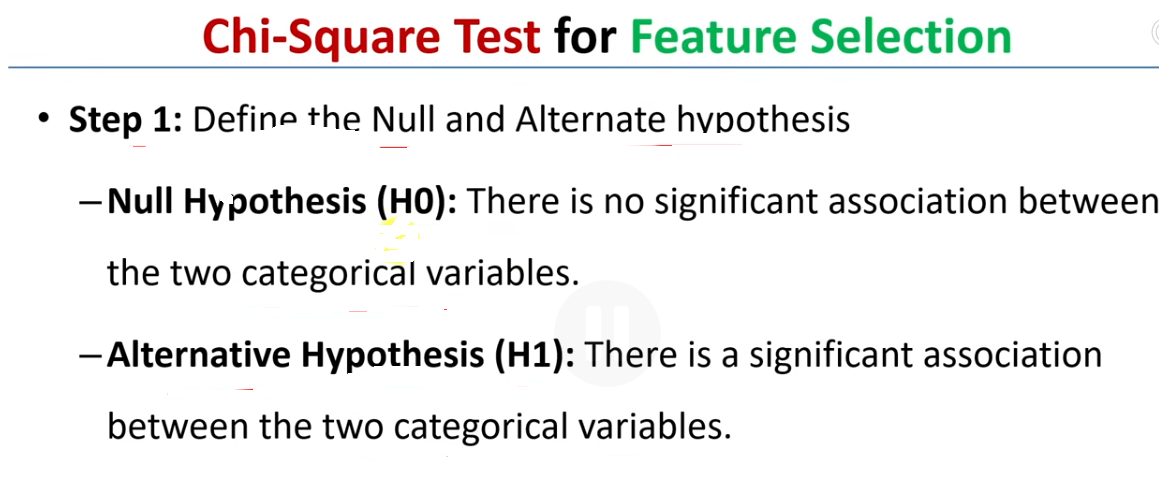 Chi-Square Test for Feature Selection
• Step 1: Define the Null and Alternate hypothesis
– Null Hypothesis (H0): There is no significant association between
the two categorical variables.
– Alternative Hypothesis (H1): There is a significant association
between the two categorical variables.